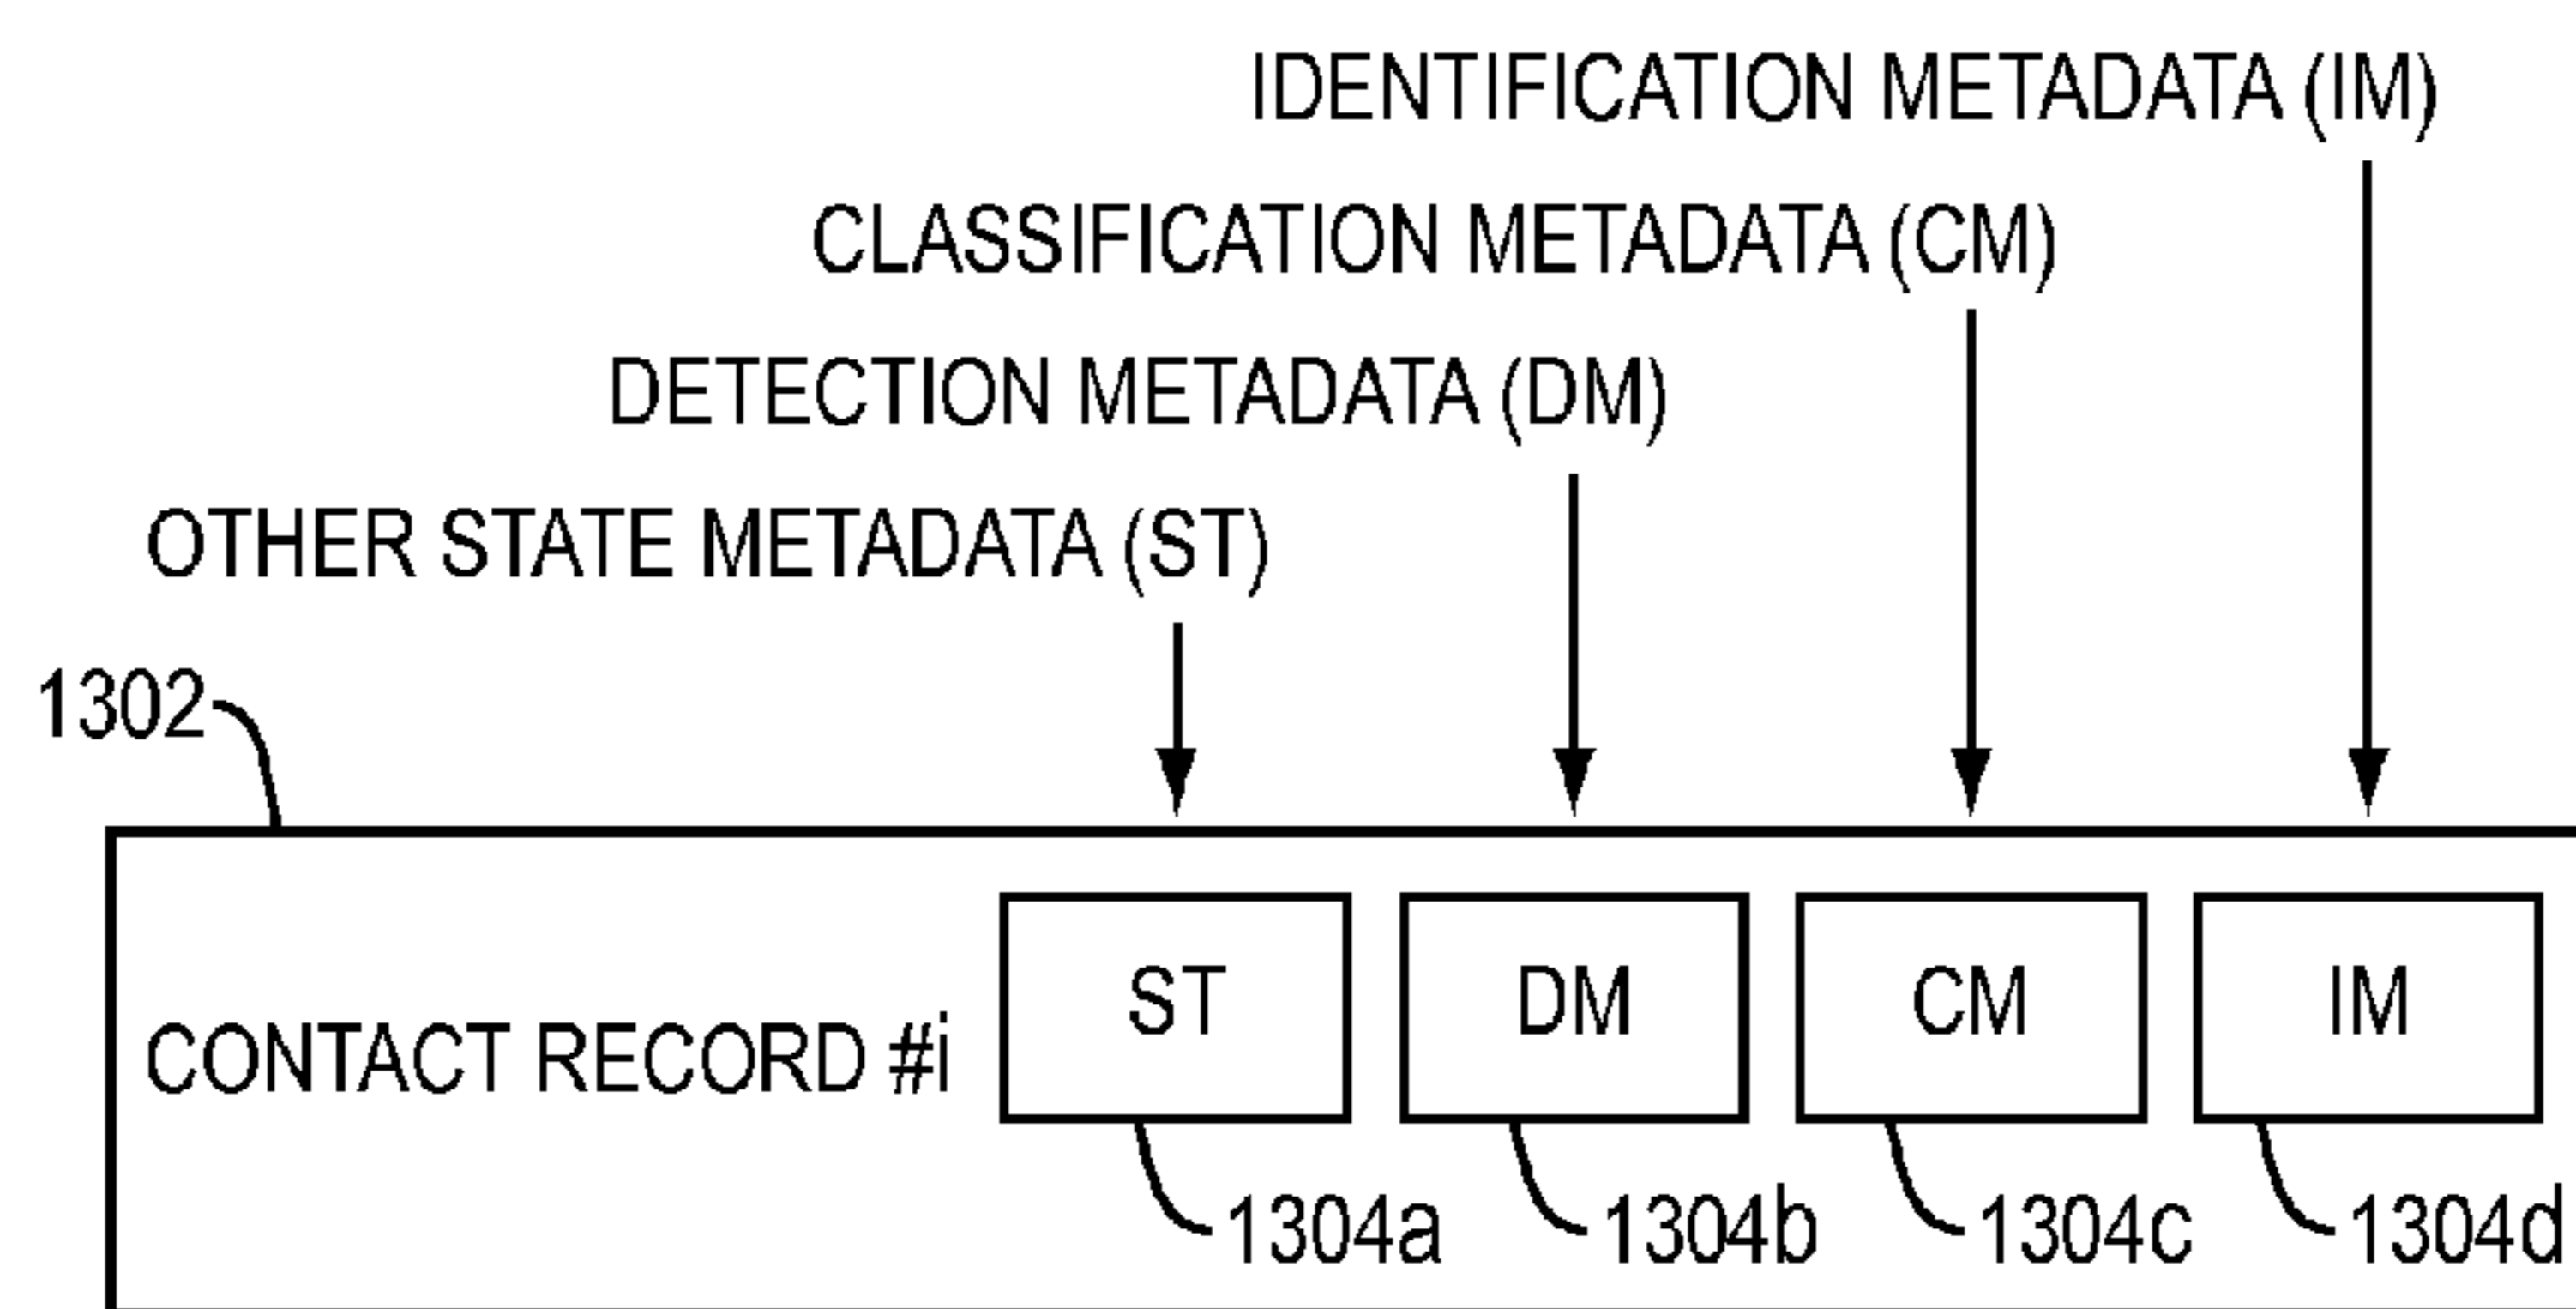 IDENTIFICATION METADATA (IM)
CLASSIFICATION METADATA (CM)
DETECTION METADATA (DM)
OTHER STATE METADATA (ST)
1302
CONTACT RECORD #i
ST
DM
CM
IM
1304a
1304b
1304c
1304d